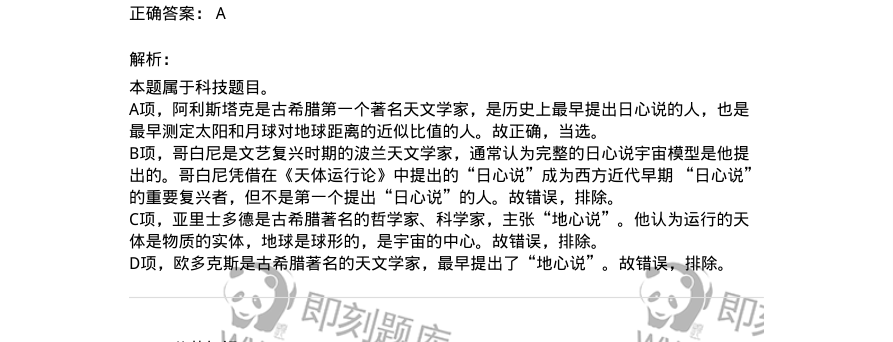 正确答案： A
解析：
本题属于科技题目。
A项，阿利斯塔克是古希腊第一个著名天文学家，是历史上最早提出日心说的人，也是
最早测定太阳和月球对地球距离的近似比值的人。故正确，当选。
B项，哥白尼是文艺复兴时期的波兰天文学家，通常认为完整的日心说宇宙模型是他提
出的。哥白尼凭借在《天体运行论》中提出的“日心说”成为西方近代早期 “日心说”
的重要复兴者，但不是第一个提出“日心说”的人。故错误，排除。
C项，亚里士多德是古希腊著名的哲学家、科学家，主张“地心说”。他认为运行的天
体是物质的实体，地球是球形的，是宇宙的中心。故错误，排除。
D项，欧多克斯是古希腊著名的天文学家，最早提出了“地心说”。故错误，排除。
即刻题库
即刻